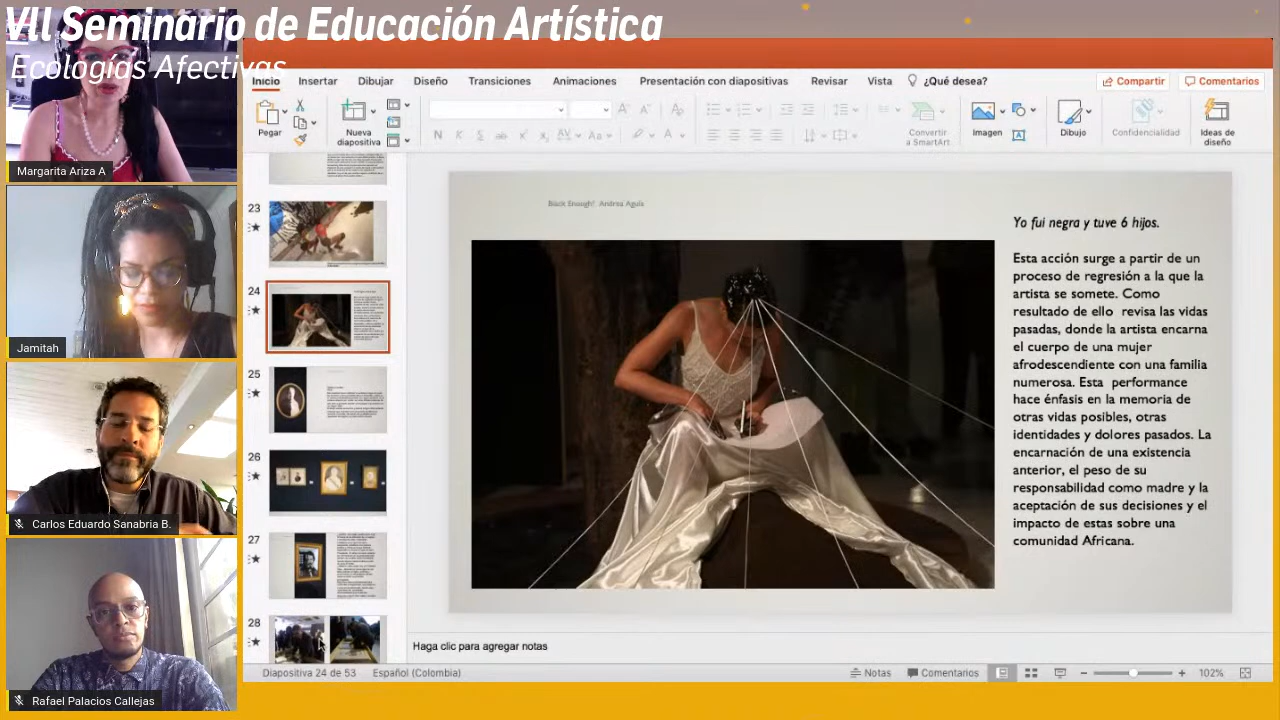 VII Seminario de Educación Artística
Ecologías Afectivas
Margarita Ariza A
Jamitah
Carlos Eduardo Sanabria B.
Rafael Palacios Callejas
Inicio Insertar Dibujar Diseño Transiciones Animaciones Presentación con diapositivas Revisar Vista ¿Qué desea? Compartir Comentarios
Pegar
Nueva
diapositiva
N K S ab x² x₂ AV Aa A
Convertir
a SmartArt
Imagen
Dibujo
Confidencialidad
Ideas de
diseño
23
24
25
26
27
28
Black Enough? Andrea Aguía
Yo fui negra y tuve 6 hijos.
Esta acción surge a partir de un
proceso de regresión a la que la
artista se somete. Como
resultado de ello revisa las vidas
pasadas, donde la artista encarna
el cuerpo de una mujer
afrodescendiente con una familia
numerosa. Esta performance
hace énfasis en la memoria de
otras vidas posibles, otras
identidades y dolores pasados. La
encarnación de una existencia
anterior, el peso de su
responsabilidad como madre y la
aceptación de sus decisiones y el
impacto de estas sobre una
comunidad Africana.
Haga clic para agregar notas
Diapositiva 24 de 53 Español (Colombia) Notas Comentarios 102%